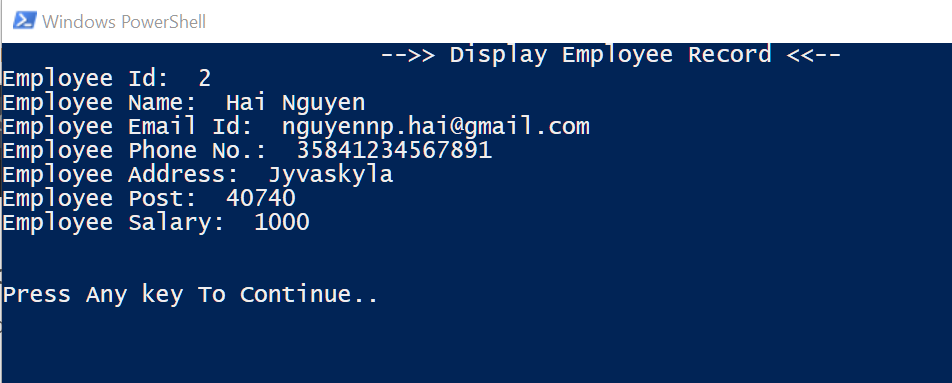 Windows PowerShell
-->> Display Employee Record <<--
Employee Id:  2
Employee Name:  Hai Nguyen
Employee Email Id:  nguyennp.hai@gmail.com
Employee Phone No.:  35841234567891
Employee Address:  Jyvaskyla
Employee Post:  40740
Employee Salary:  1000
Press Any key To Continue..